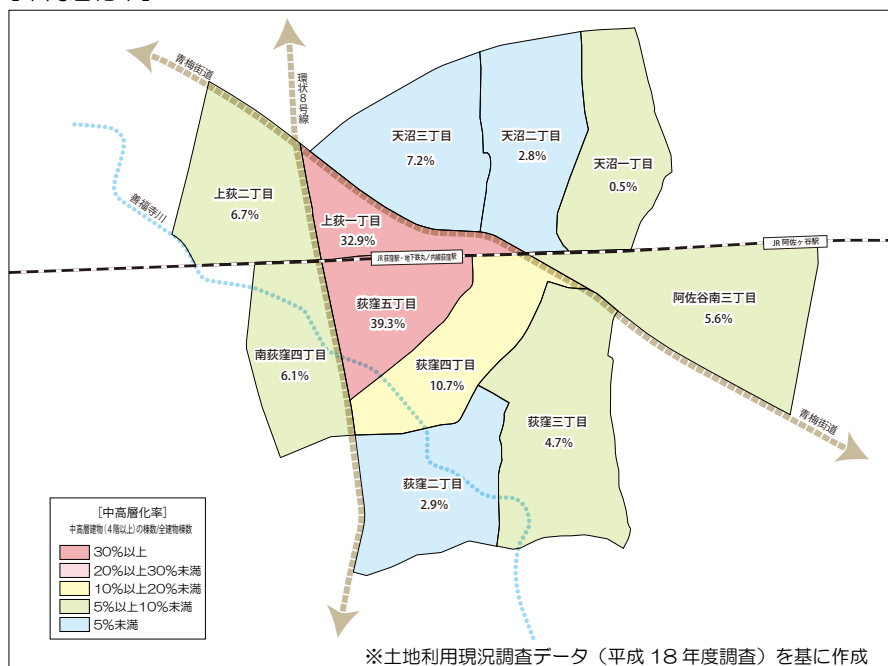 青梅街道
環状8号線
天沼三丁目
7.2%
天沼二丁目
2.8%
天沼一丁目
0.5%
上荻二丁目
6.7%
善福寺川
上荻一丁目
32.9%
JR 荻窪駅・地下鉄丸ノ内線荻窪駅
JR 阿佐ヶ谷駅
荻窪五丁目
39.3%
阿佐谷南三丁目
5.6%
南荻窪四丁目
6.1%
荻窪四丁目
10.7%
荻窪三丁目
4.7%
青梅街道
荻窪二丁目
2.9%
[中高層化率]
中高層建物(4階以上)の棟数/全建物棟数
30%以上
20%以上30%未満
10%以上20%未満
5%以上10%未満
5%未満
※土地利用現況調査データ（平成 18 年度調査）を基に作成